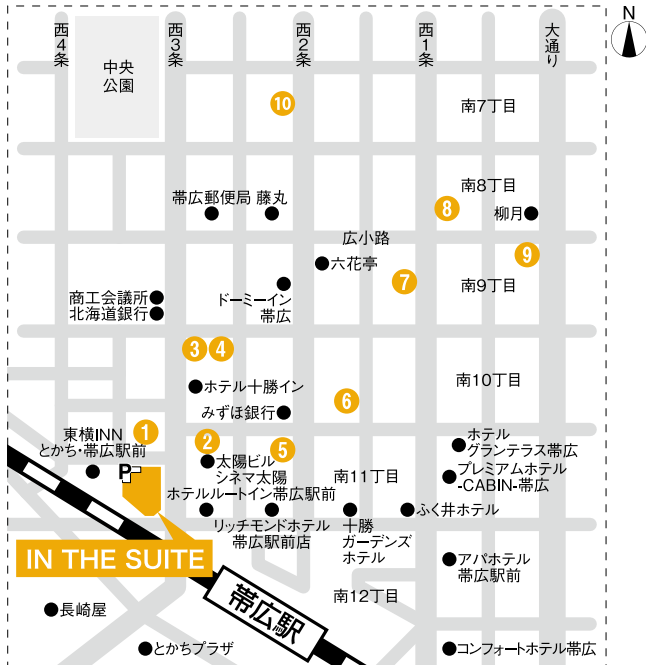 N
西4条
西3条
西2条
西1条
大通り
中央
公園
10
南7丁目
南8丁目
帯広郵便局
藤丸
8
柳月
広小路
六花亭
9
7
南9丁目
商工会議所
北海道銀行
ドーミーイン
帯広
3
4
ホテル十勝イン
南10丁目
6
みずほ銀行
1
東横INN
とかち・帯広駅前
P
2
太陽ビル
シネマ太陽
5
ホテル
グランテラス帯広
南11丁目
プレミアムホテル
-CABIN-帯広
ホテルルートイン帯広駅前
リッチモンドホテル
帯広駅前店
十勝
ガーデンズ
ホテル
ふく井ホテル
IN THE SUITE
アパホテル
帯広駅前
帯広駅
南12丁目
長崎屋
とかちプラザ
コンフォートホテル帯広